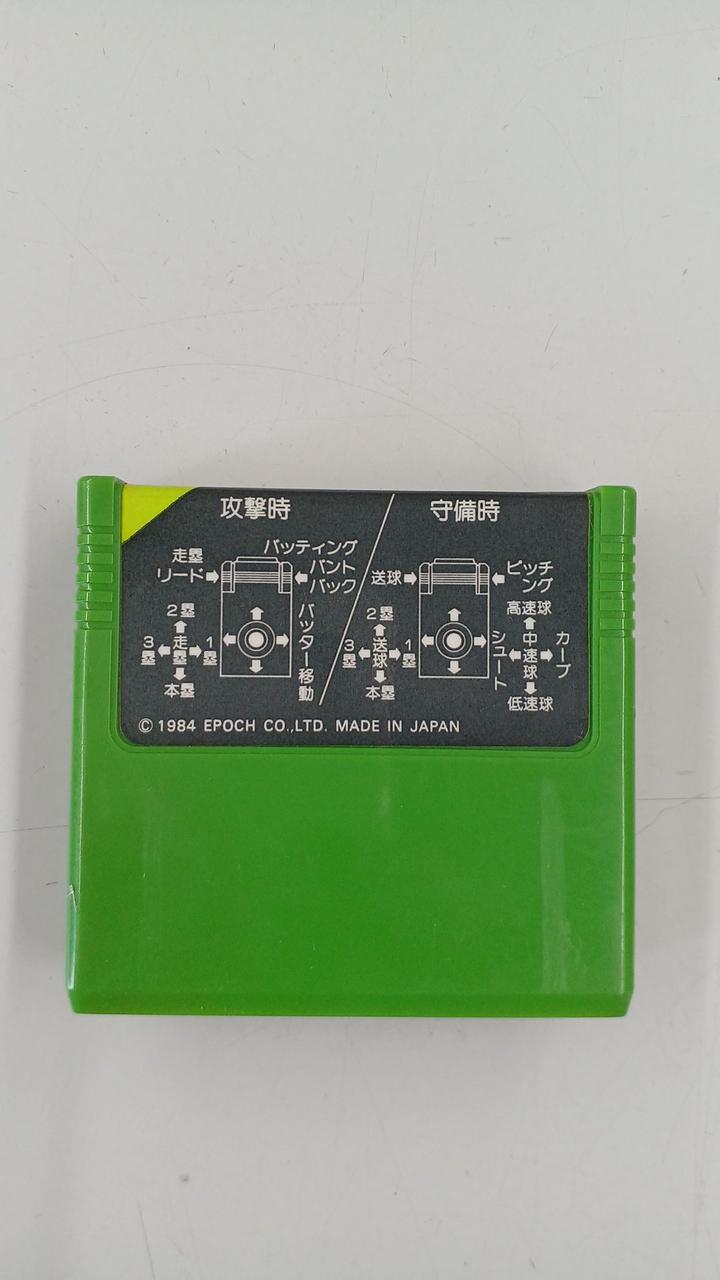 攻撃時
守備時
走塁
リード
バッティング
バント
バック
2塁
3塁
走塁
1塁
本塁
バッター移動
送球
ピッチング
2塁
3塁
送球
1塁
本塁
高速球
シュート
中速球
カーブ
低速球
© 1984 EPOCH CO.,LTD. MADE IN JAPAN